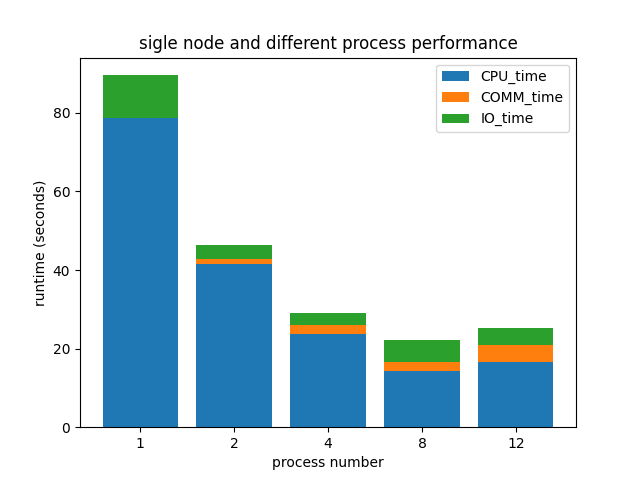 sigle node and different process performance
CPU_time
COMM_time
IO_time
runtime (seconds)
80
60
40
20
0
1 2 4 8 12
process number